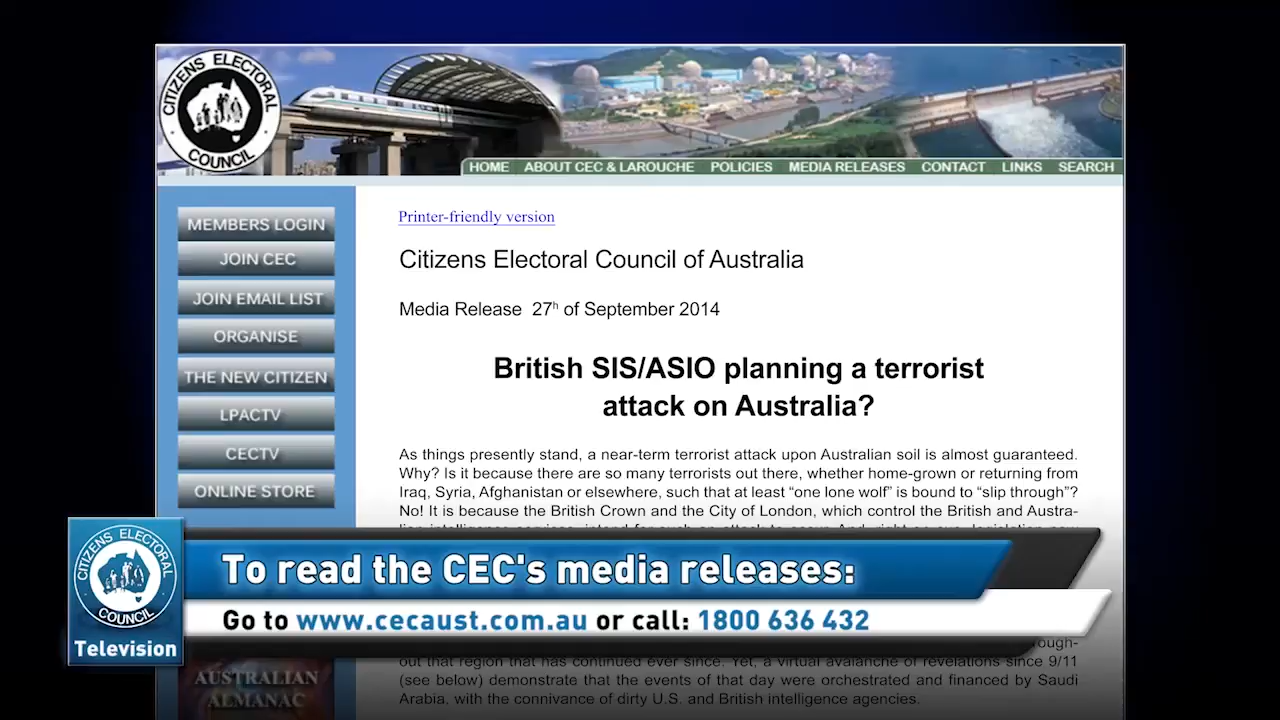 CITIZENS ELECTORAL COUNCIL
HOME ABOUT CEC & LAROUCHE POLICIES MEDIA RELEASES CONTACT LINKS SEARCH
MEMBERS LOGIN
JOIN CEC
JOIN EMAIL LIST
ORGANISE
THE NEW CITIZEN
LPACTV
CECTV
ONLINE STORE
AUSTRALIAN
ALMANAC
Printer-friendly version
Citizens Electoral Council of Australia
Media Release 27h of September 2014
British SIS/ASIO planning a terrorist
attack on Australia?
As things presently stand, a near-term terrorist attack upon Australian soil is almost guaranteed.
Why? Is it because there are so many terrorists out there, whether home-grown or returning from
Iraq, Syria, Afghanistan or elsewhere, such that at least “one lone wolf” is bound to “slip through”?
No! It is because the British Crown and the City of London, which control the British and Austra-
CITIZENS ELECTORAL COUNCIL
Television
To read the CEC's media releases:
Go to www.cecaust.com.au or call: 1800 636 432
out that region that has continued ever since. Yet, a virtual avalanche of revelations since 9/11
(see below) demonstrate that the events of that day were orchestrated and financed by Saudi
Arabia, with the connivance of dirty U.S. and British intelligence agencies.